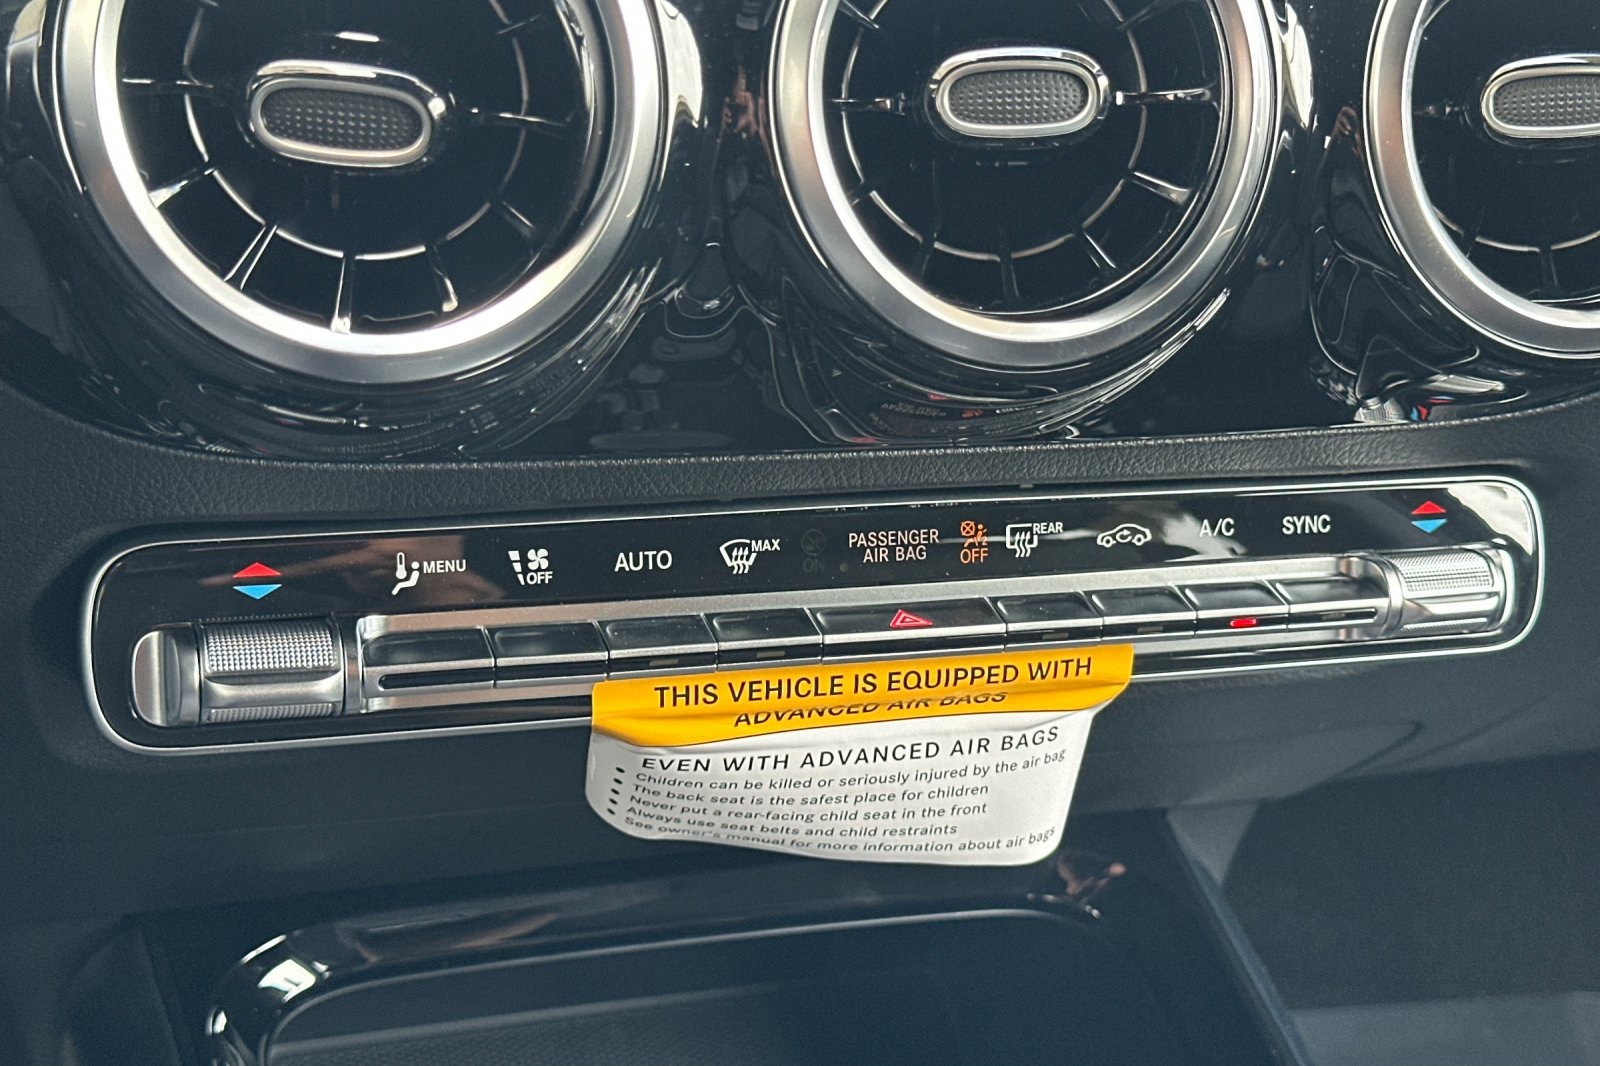 MENU
OFF
AUTO
MAX
ON
PASSENGER
AIR BAG
2
OFF
REAR
A/C
SYNC
THIS VEHICLE IS EQUIPPED WITH
ADVANCED AIR BAGS
EVEN WITH ADVANCED AIR BAGS
• Children can be killed or seriously injured by the air bag
• The back seat is the safest place for children
• Never put a rear-facing child seat in the front
• Always use seat belts and child restraints
• See owner's manual for more information about air bags